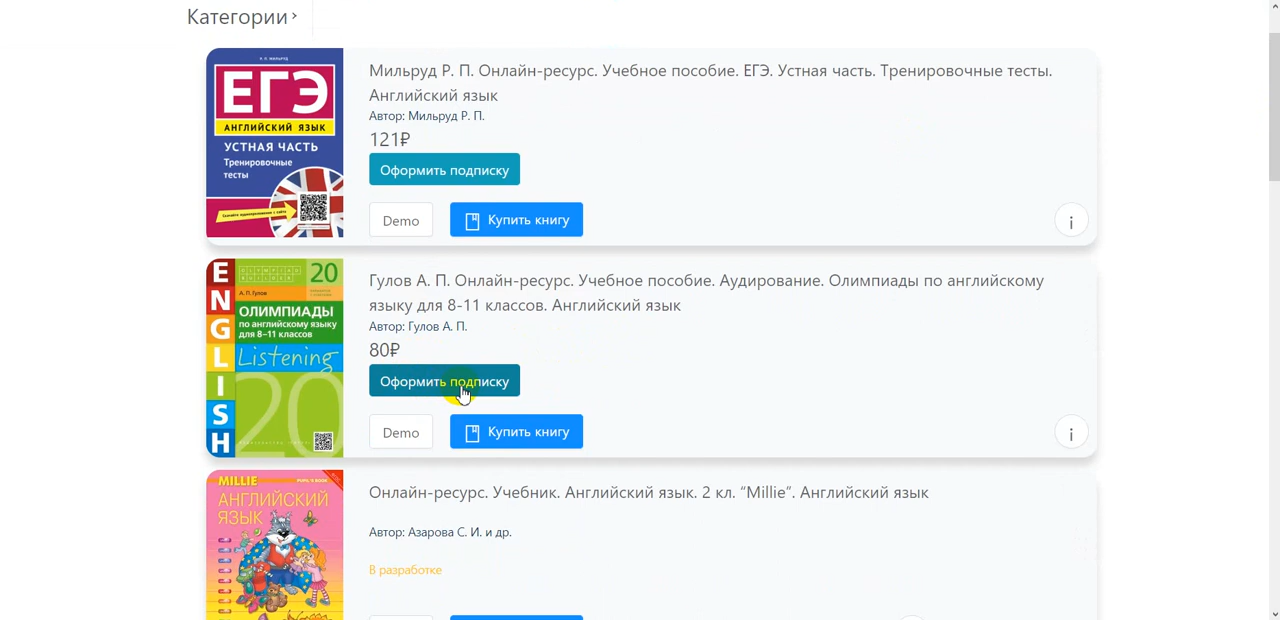 Категории ›
Р. П. МИЛЬРУД
ЕГЭ
АНГЛИЙСКИЙ ЯЗЫК
УСТНАЯ ЧАСТЬ
Тренировочные
тесты
Мильруд Р. П. Онлайн-ресурс. Учебное пособие. ЕГЭ. Устная часть. Тренировочные тесты.
Английский язык
Автор: Мильруд Р. П.
121₽
Оформить подписку
Demo
Купить книгу
i
ENGLISH
20
А. П. Гулов
ОЛИМПИАДЫ
по английскому языку
для 8–11 классов
Listening
20
Гулов А. П. Онлайн-ресурс. Учебное пособие. Аудирование. Олимпиады по английскому
языку для 8-11 классов. Английский язык
Автор: Гулов А. П.
80₽
Оформить подписку
Demo
Купить книгу
i
MILLIE
PUPIL'S BOOK
АНГЛИЙСКИЙ
ЯЗЫК
Онлайн-ресурс. Учебник. Английский язык. 2 кл. “Millie”. Английский язык
Автор: Азарова С. И. и др.
В разработке